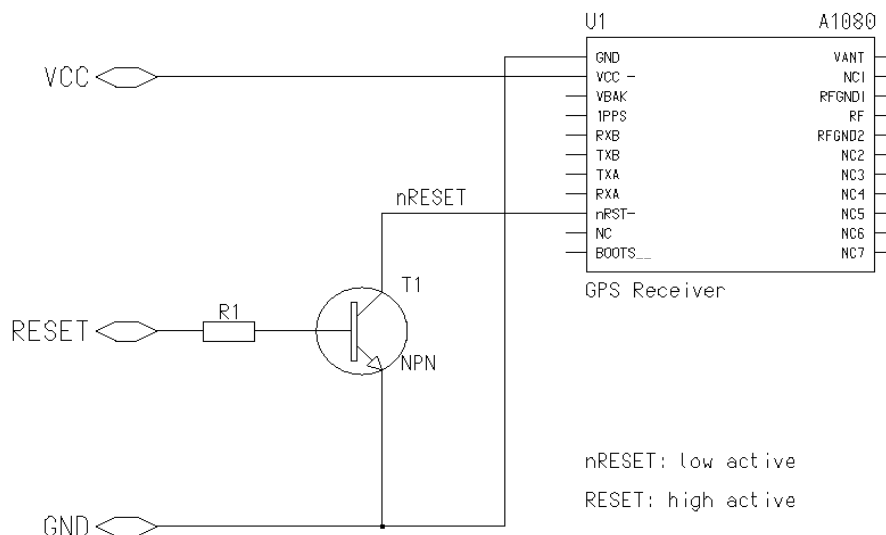 U1 A1080
GND VANT
VCC NC1
VBAK RFGND1
1PPS RF
RXB RFGND2
TXB NC2
TXA NC3
RXA NC4
nRST NC5
NC NC6
BOOTS__ NC7
GPS Receiver
VCC
nRESET
T1
R1
RESET
NPN
nRESET: low active
RESET: high active
GND